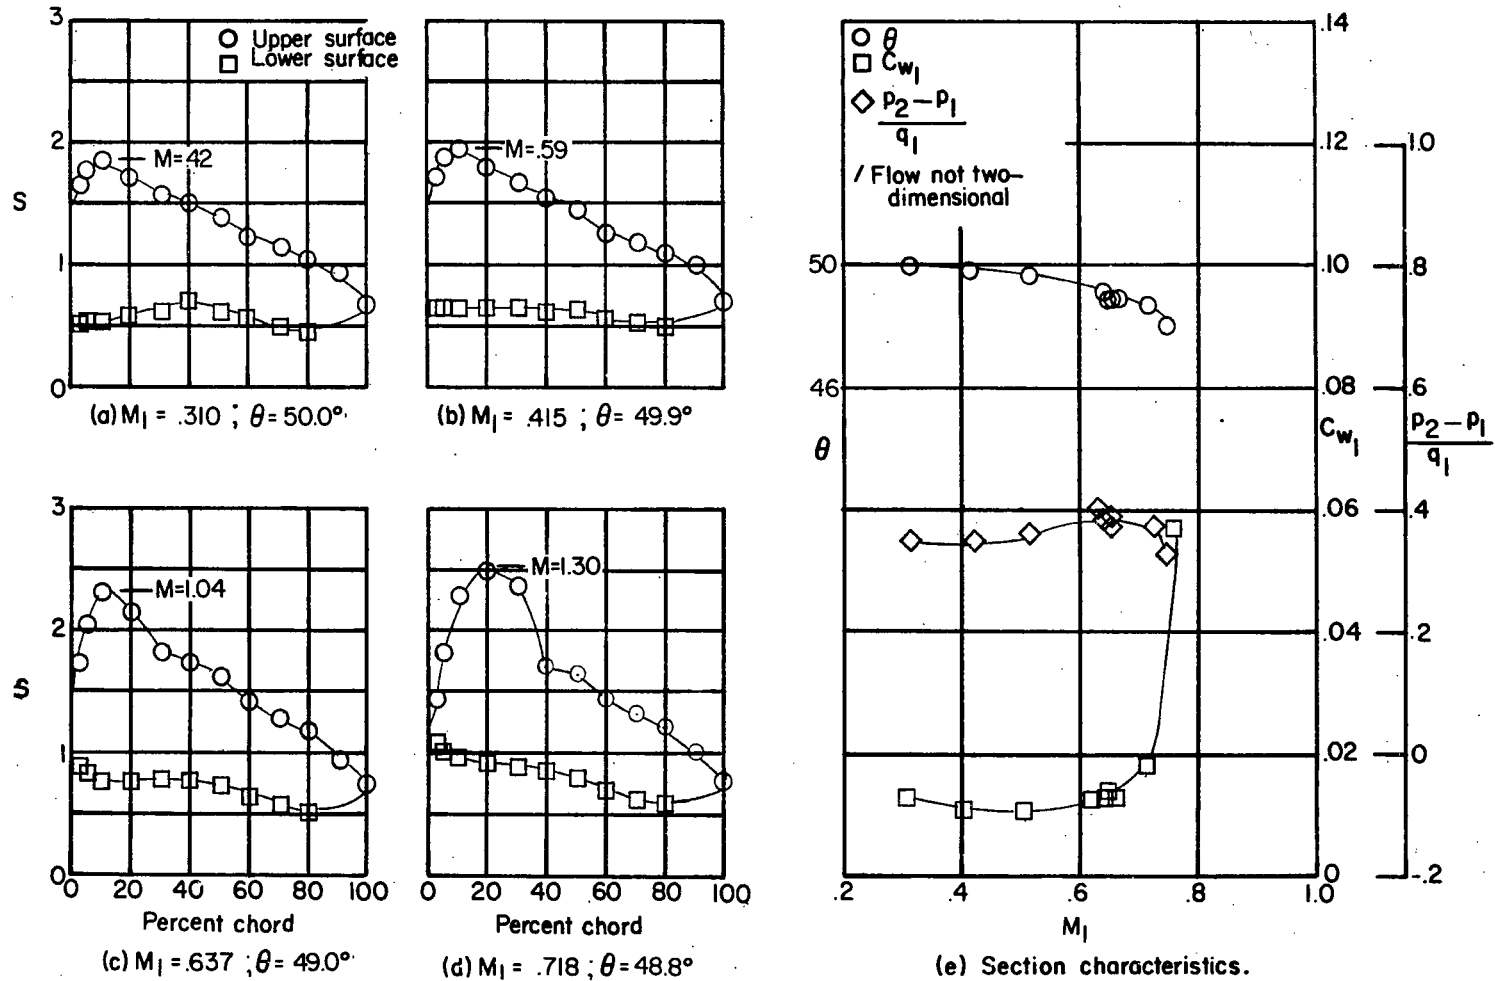 3
2
S
1
0
○ Upper surface
□ Lower surface
M=.42
(a) M₁ = .310 ; θ = 50.0°
M=.59
(b) M₁ = .415 ; θ = 49.9°
3
2
S
1
0
M=1.04
0 20 40 60 80 100
Percent chord
(c) M₁ = .637 ; θ = 49.0°
M=1.30
0 20 40 60 80 100
Percent chord
(d) M₁ = .718 ; θ = 48.8°
○ θ
□ C_w₁
◇ p₂ – p₁
q₁
/ Flow not two–
dimensional
50
46
θ
.14
.12
.10
.08
C_w₁
.06
.04
.02
0
1.0
.8
.6
p₂ – p₁
q₁
.4
.2
0
-.2
.2 .4 .6 .8 1.0
M₁
(e) Section characteristics.